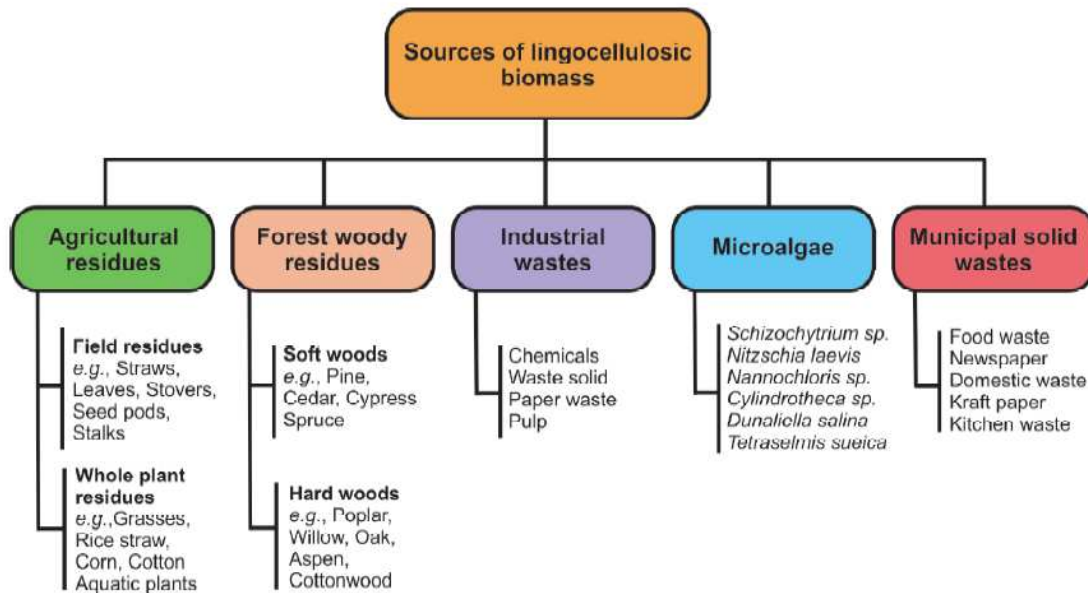 Sources of lingocellulosic
biomass
Agricultural
residues
Field residues
e.g., Straws,
Leaves, Stovers,
Seed pods,
Stalks
Whole plant
residues
e.g.,Grasses,
Rice straw,
Corn, Cotton
Aquatic plants
Forest woody
residues
Soft woods
e.g., Pine,
Cedar, Cypress
Spruce
Hard woods
e.g., Poplar,
Willow, Oak,
Aspen,
Cottonwood
Industrial
wastes
Chemicals
Waste solid
Paper waste
Pulp
Microalgae
Schizochytrium sp.
Nitzschia laevis
Nannochloris sp.
Cylindrotheca sp.
Dunaliella salina
Tetraselmis sueica
Municipal solid
wastes
Food waste
Newspaper
Domestic waste
Kraft paper
Kitchen waste